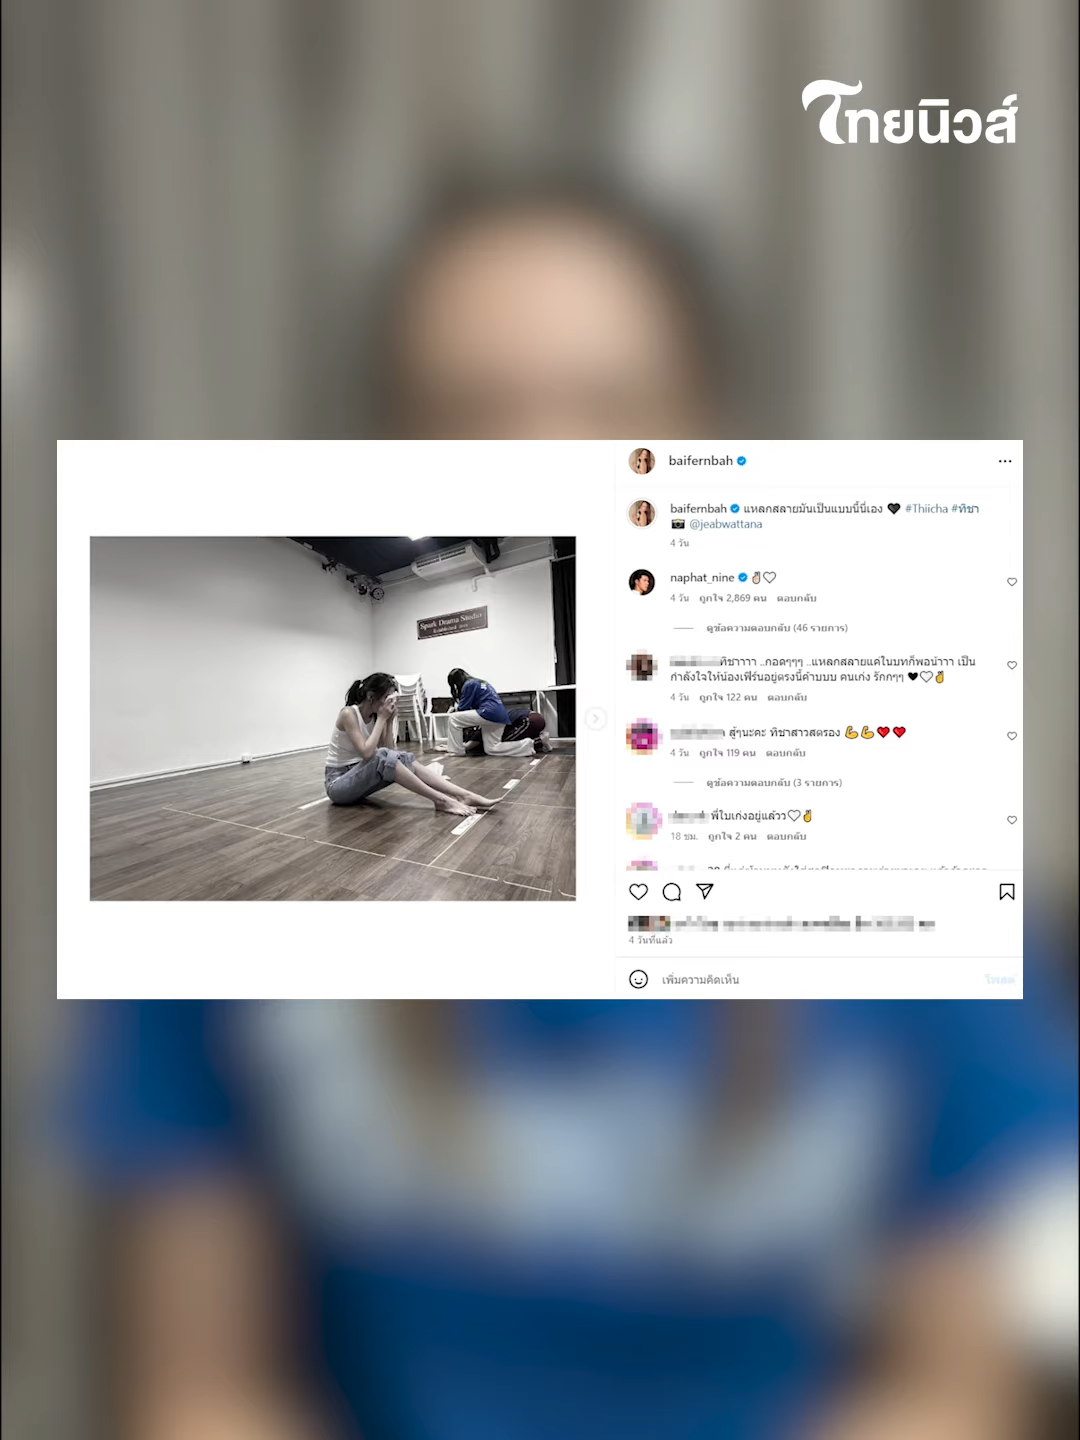 ไทยนิวส์
baifernbah
baifernbah แหลกสลายมันเป็นแบบนี้นี่เอง 🖤 #Thiicha #ทิชา
📷 @jeabwattana
4 วัน
naphat_nine ✌🏻🤍
4 วัน ถูกใจ 2,869 คน ตอบกลับ
ดูข้อความตอบกลับ (46 รายการ)
ทิชาาาา ..กอดๆๆๆ ..แหลกสลายแค่ในบทก็พอน้าาา เป็น
กำลังใจให้น้องเฟิร์นอยู่ตรงนี้ค้าบบบ คนเก่ง รักกๆๆ 🖤🤍✌
4 วัน ถูกใจ 122 คน ตอบกลับ
สู้ๆนะคะ ทิชาสาวสตรอง 💪💪❤❤
4 วัน ถูกใจ 119 คน ตอบกลับ
ดูข้อความตอบกลับ (3 รายการ)
พี่ใบเก่งอยู่แล้วว🤍✌
18 ชม. ถูกใจ 2 คน ตอบกลับ
4 วันที่แล้ว
เพิ่มความคิดเห็น
โพสต์
Spark Drama Studio
Established 2011